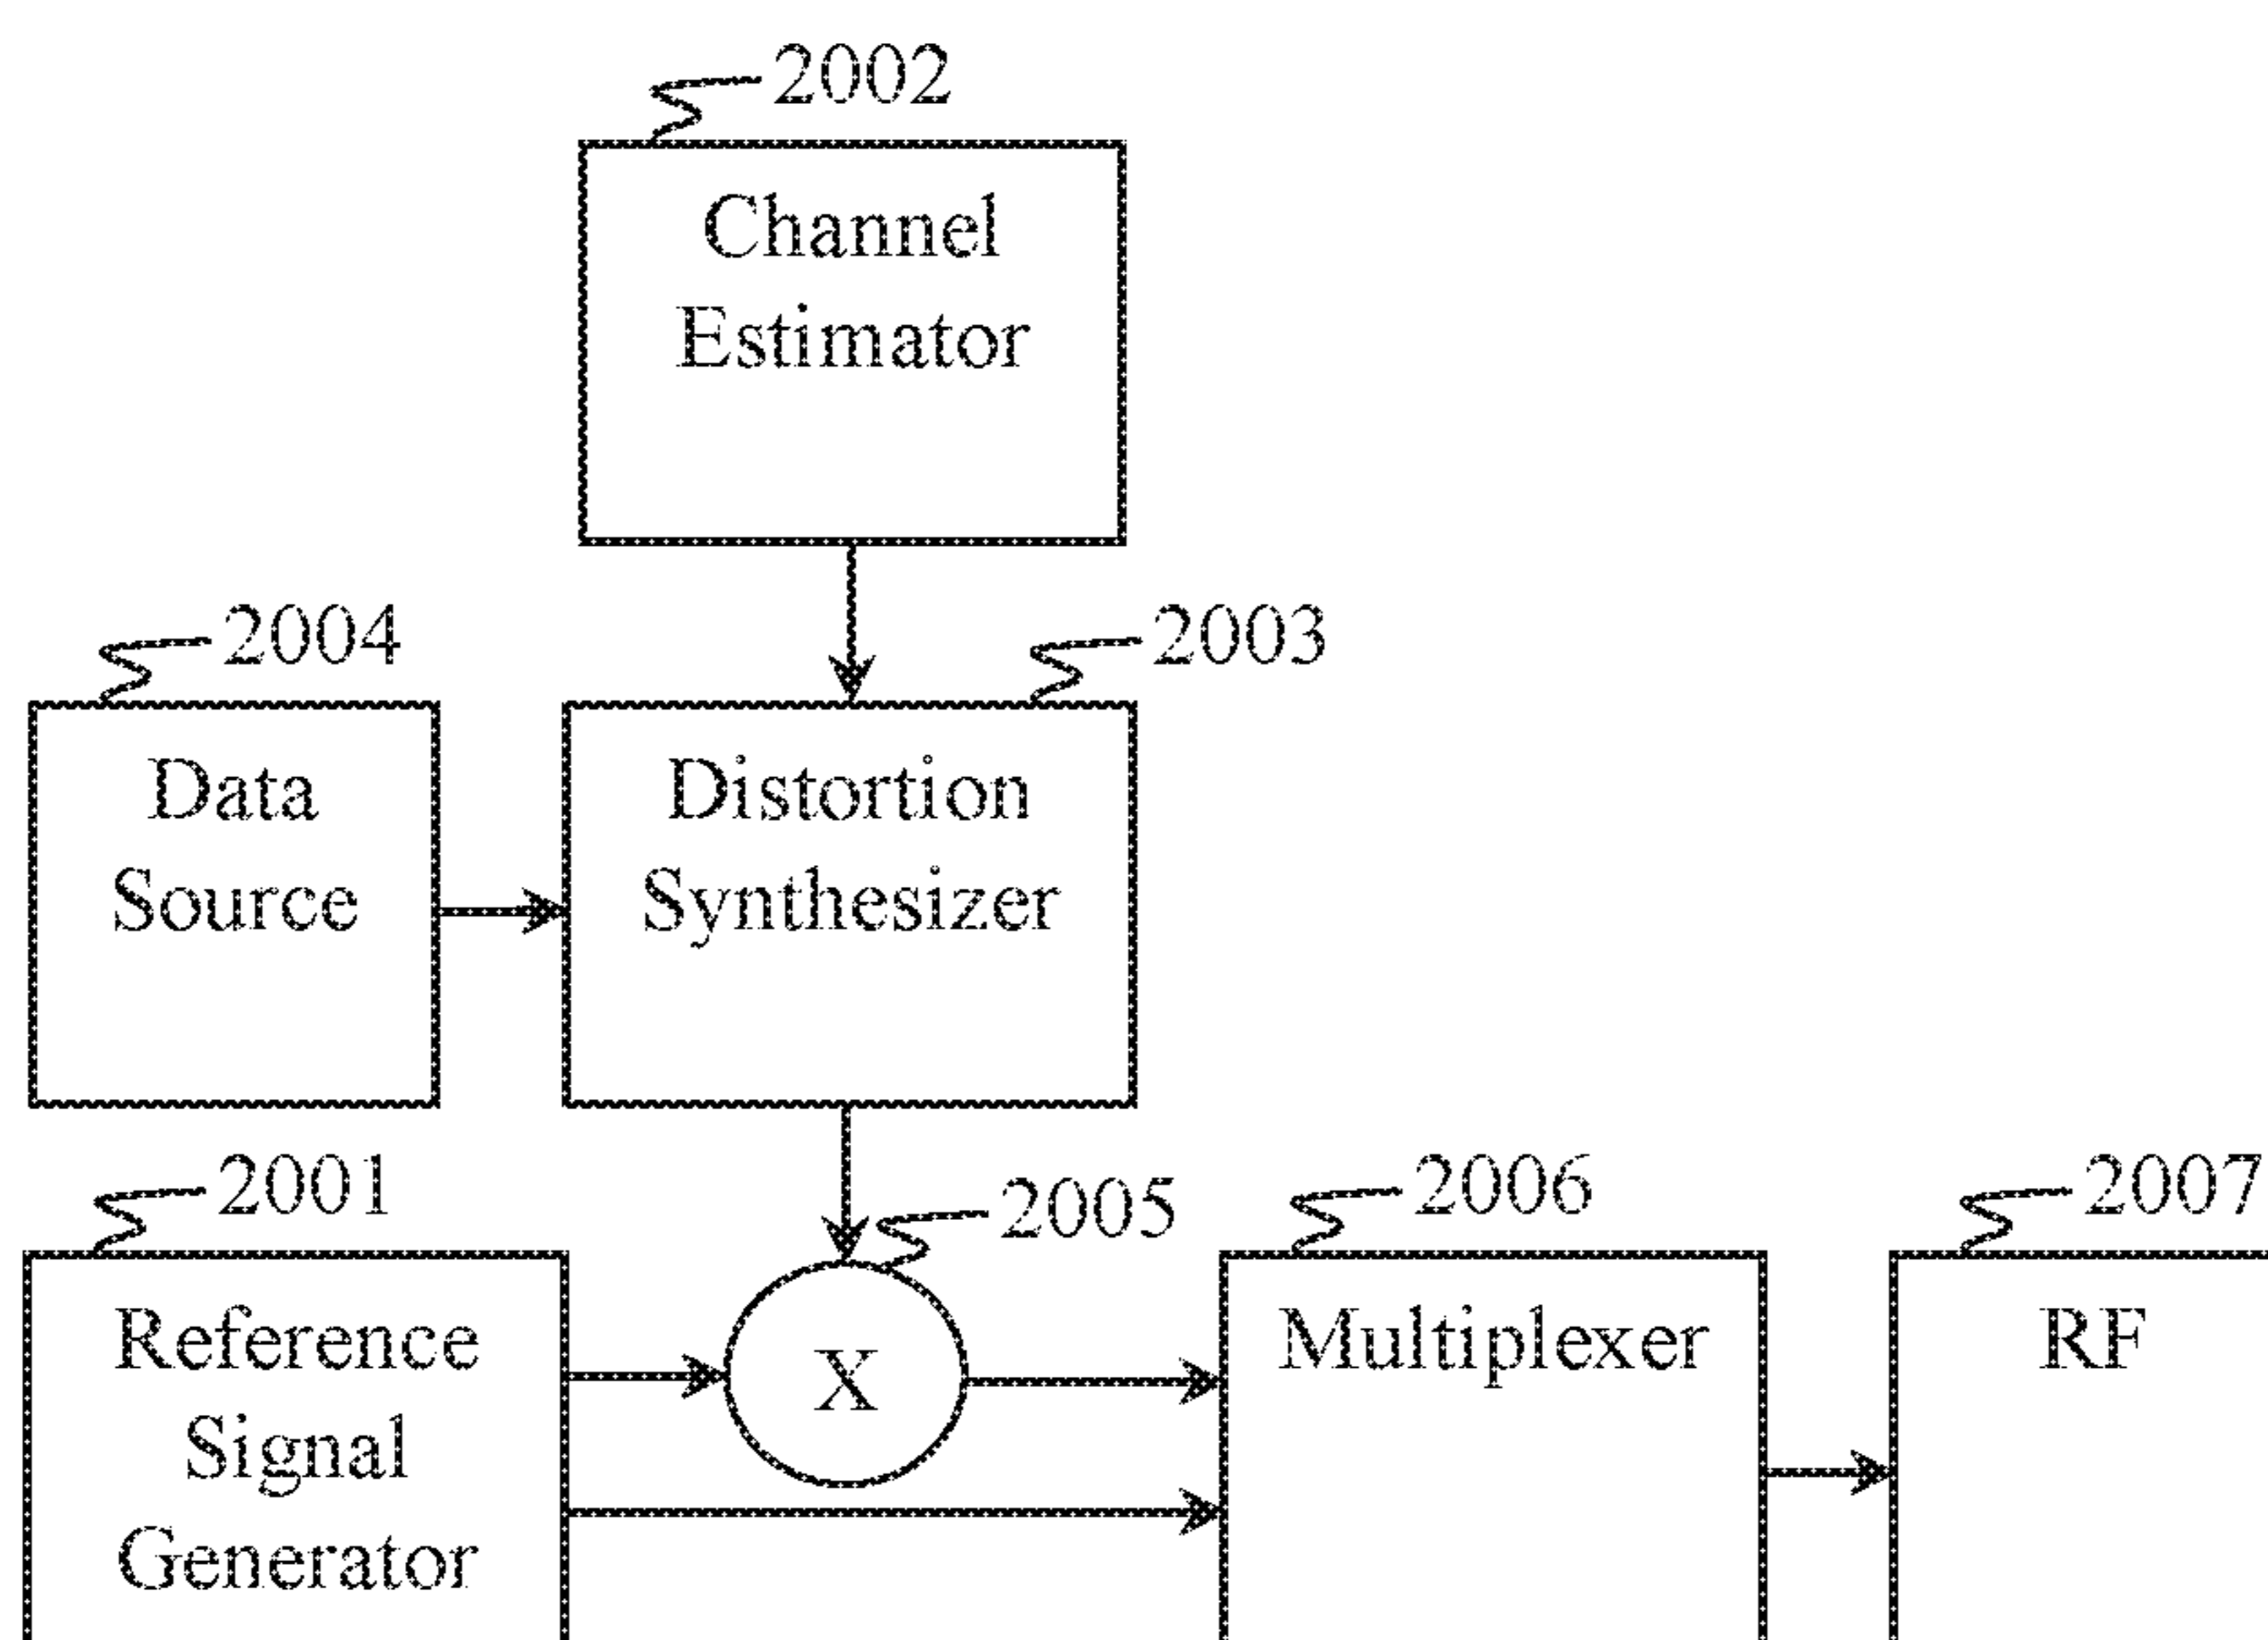 2002
Channel
Estimator
2004
2003
Data
Source
Distortion
Synthesizer
2001
2005
2006
2007
Reference
Signal
Generator
X
Multiplexer
RF